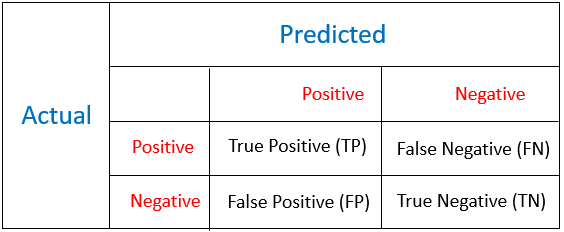 Predicted
Actual
Positive Negative
Positive True Positive (TP) False Negative (FN)
Negative False Positive (FP) True Negative (TN)